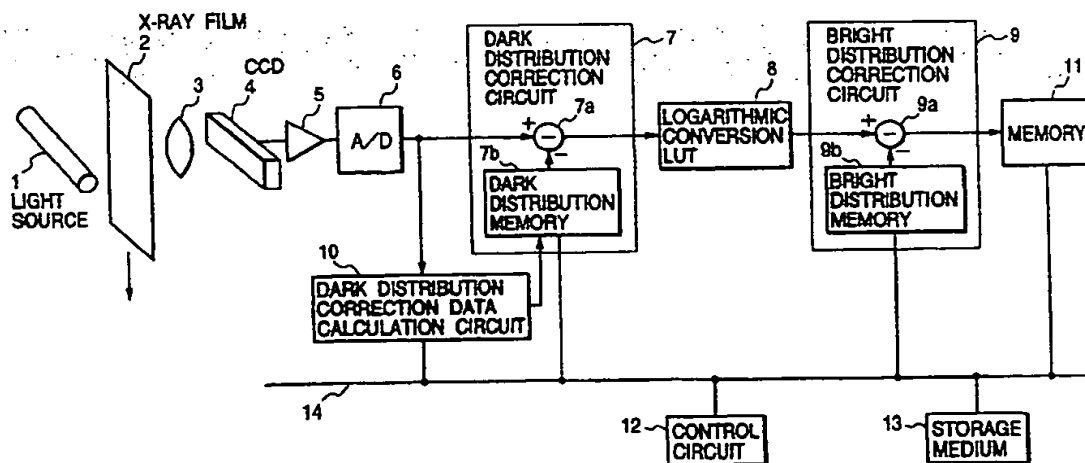 X-RAY FILM
2
3
CCD
4
5
6
A/D
1
LIGHT
SOURCE
DARK
DISTRIBUTION
CORRECTION
CIRCUIT
7
+
7a
−
−
7b
DARK
DISTRIBUTION
MEMORY
8
LOGARITHMIC
CONVERSION
LUT
BRIGHT
DISTRIBUTION
CORRECTION
CIRCUIT
9
+
9a
−
−
9b
BRIGHT
DISTRIBUTION
MEMORY
11
MEMORY
10
DARK DISTRIBUTION
CORRECTION DATA
CALCULATION CIRCUIT
14
12
CONTROL
CIRCUIT
13
STORAGE
MEDIUM